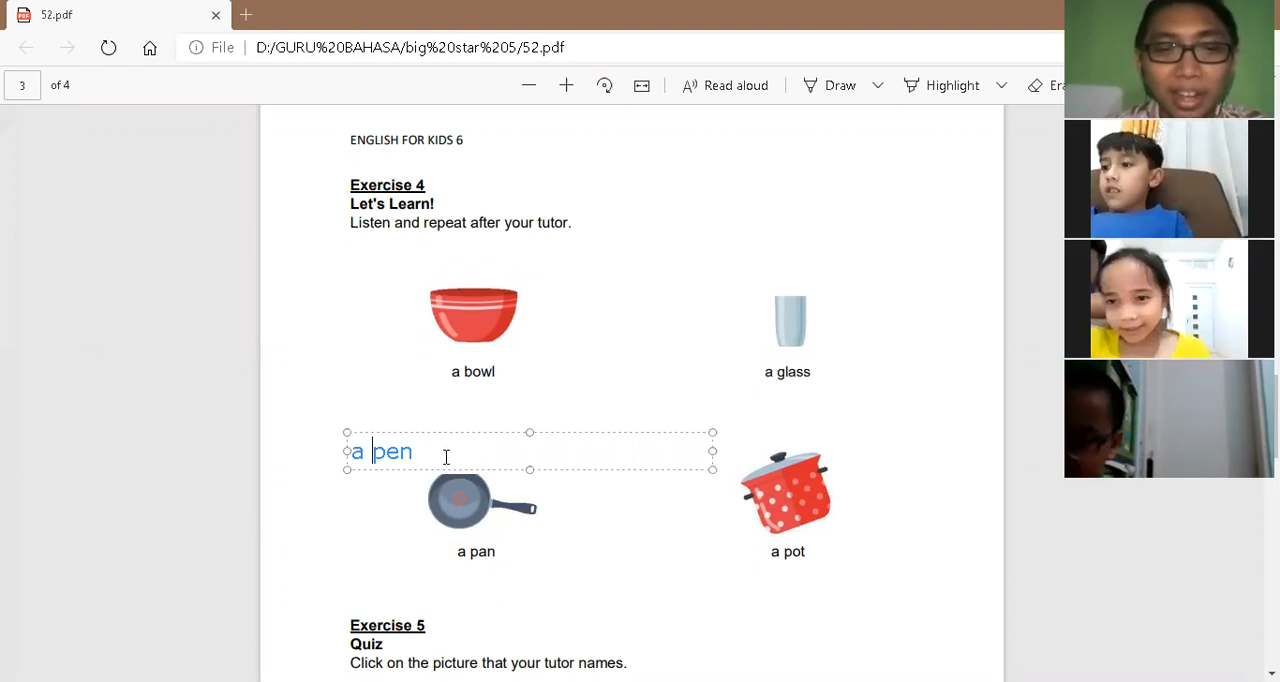 52.pdf
File D:/GURU%20BAHASA/big%20star%205/52.pdf
3 of 4 Read aloud Draw Highlight Era
ENGLISH FOR KIDS 6
Exercise 4
Let's Learn!
Listen and repeat after your tutor.
a bowl
a glass
a pen
a pan
a pot
Exercise 5
Quiz
Click on the picture that your tutor names.